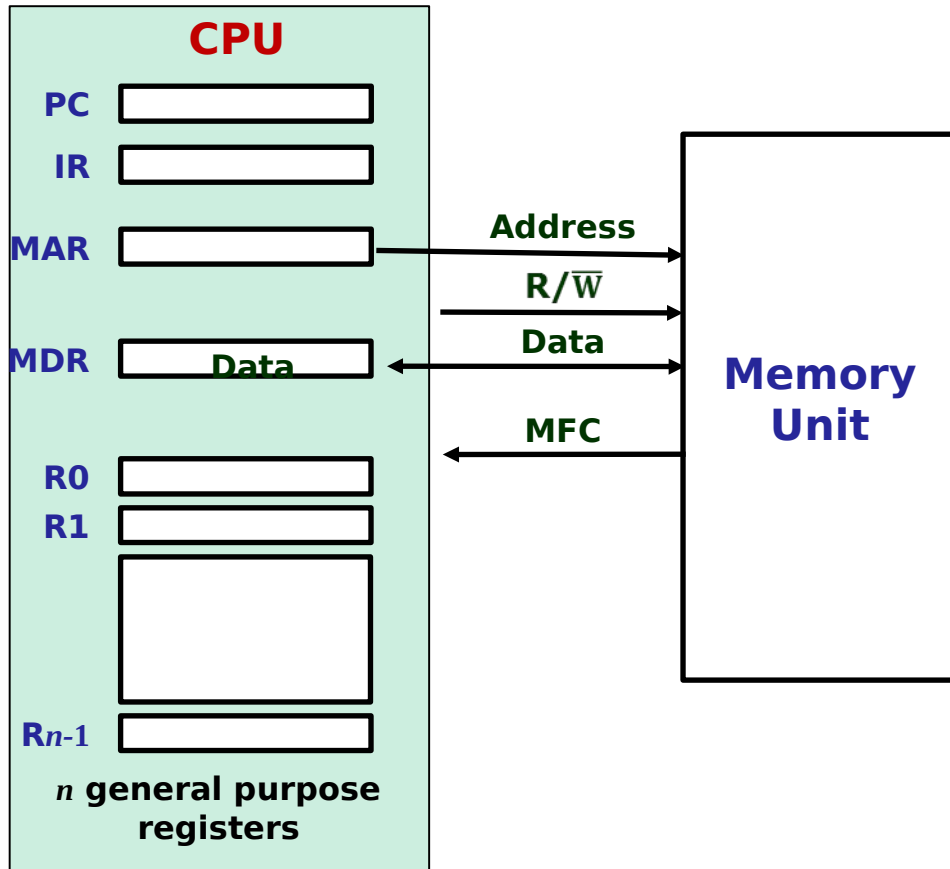 CPU
PC
IR
MAR
Address
R/W̅
MDR
Data
Data
Memory
Unit
MFC
R0
R1
Rn-1
n general purpose
registers